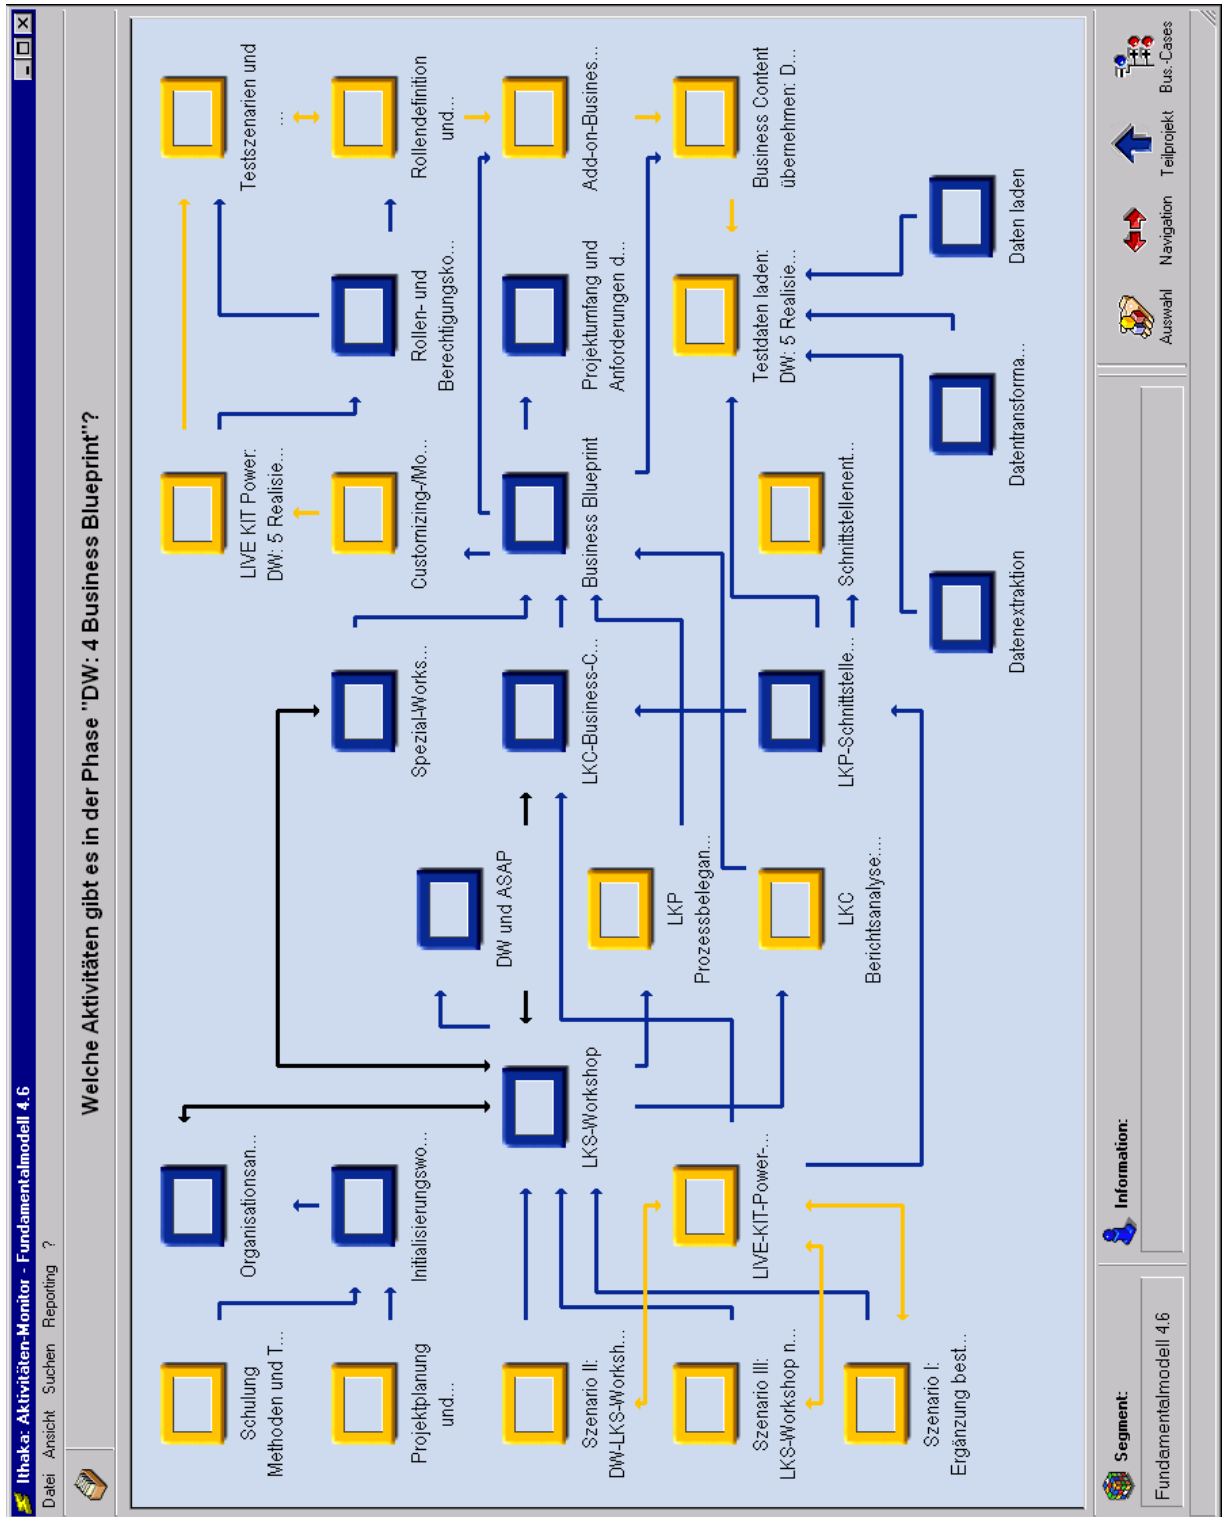 Ithaka: Aktivitäten-Monitor - Fundamentalmodell 4.6
Datei Ansicht Suchen Reporting ?
Welche Aktivitäten gibt es in der Phase "DW: 4 Business Blueprint"?
Schulung
Methoden und T...
Organisationsan...
LIVE KIT Power:
DW: 5 Realisie...
Testszenarien und
...
Projektplanung
und...
Initialisierungswo...
Spezial-Works...
Customizing-/Mo...
Rollen- und
Berechtigungsko...
Rollendefinition
und...
DW und ASAP
Szenario II:
DW-LKS-Worksh...
LKS-Workshop
LKC-Business-C...
Business Blueprint
Projektumfang und
Anforderungen d...
Add-on-Busines...
LKP
Prozessbelegan...
Szenario III:
LKS-Workshop n...
LIVE-KIT-Power-...
Testdaten laden:
DW: 5 Realisie...
Business Content
übernehmen: D...
LKC
Berichtsanalyse:...
LKP-Schnittstelle...
Schnittstellenent...
Szenario I:
Ergänzung best...
Datenextraktion
Datentransforma...
Daten laden
Segment:
Fundamentalmodell 4.6
Information:
Auswahl
Navigation
Teilprojekt
Bus.-Cases